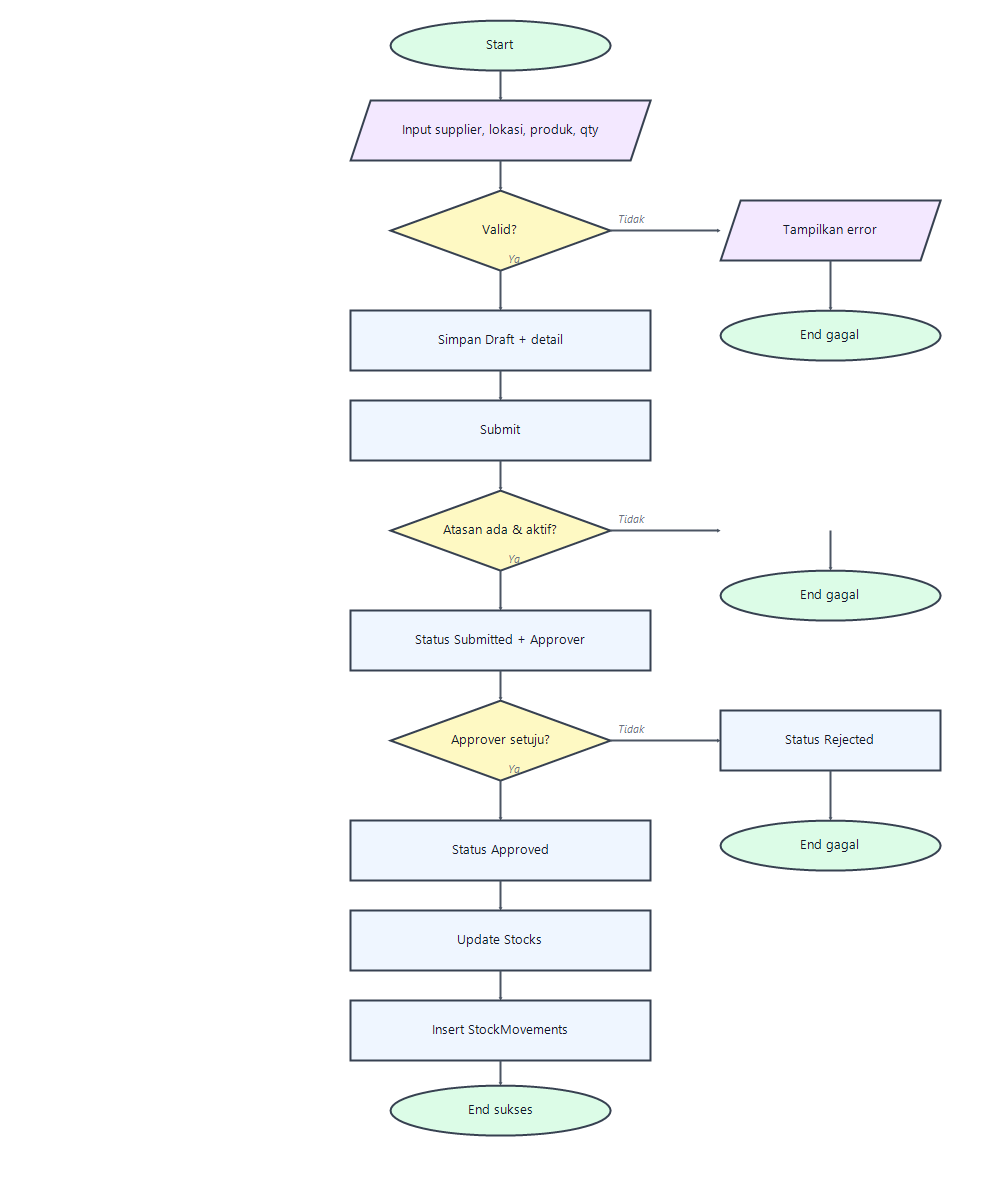 Start
Input supplier, lokasi, produk, qty
Valid?
Tidak
Tampilkan error
Ya
End gagal
Simpan Draft + detail
Submit
Atasan ada & aktif?
Tidak
Ya
End gagal
Status Submitted + Approver
Approver setuju?
Tidak
Status Rejected
Ya
End gagal
Status Approved
Update Stocks
Insert StockMovements
End sukses